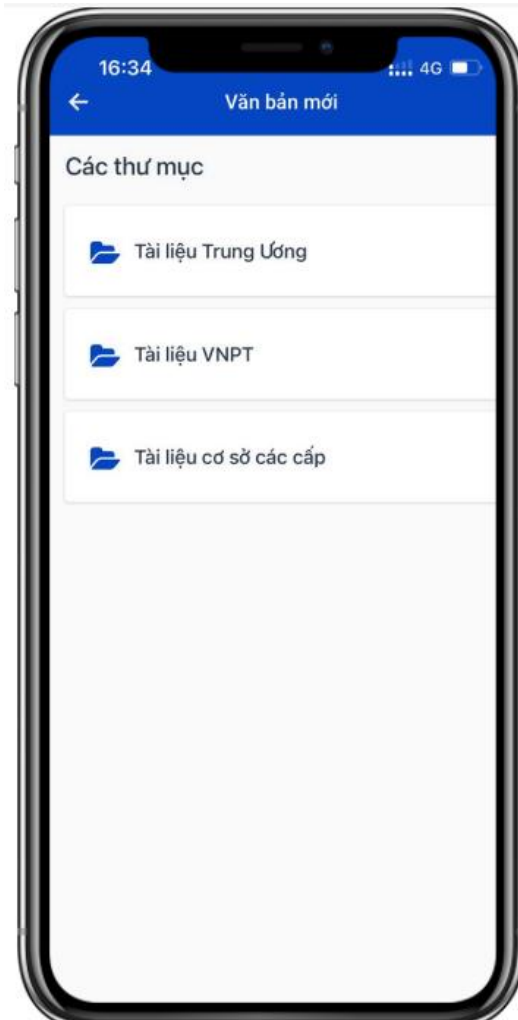 16:34 4G
Văn bản mới
Các thư mục
Tài liệu Trung Ương
Tài liệu VNPT
Tài liệu cơ sở các cấp